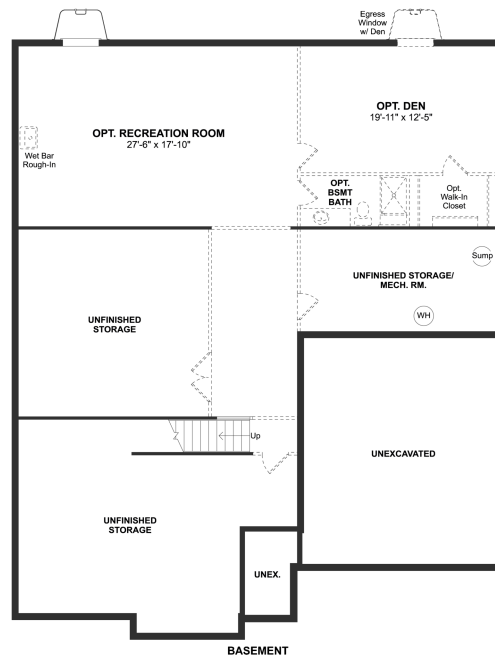 Egress
Window
w/ Den
OPT. DEN
19'-11" x 12'-5"
OPT. RECREATION ROOM
27'-6" x 17'-10"
Wet Bar
Rough-In
OPT.
BSMT
BATH
Opt.
Walk-In
Closet
Sump
UNFINISHED STORAGE/
MECH. RM.
WH
UNFINISHED
STORAGE
Up
UNEXCAVATED
UNFINISHED
STORAGE
UNEX.
BASEMENT